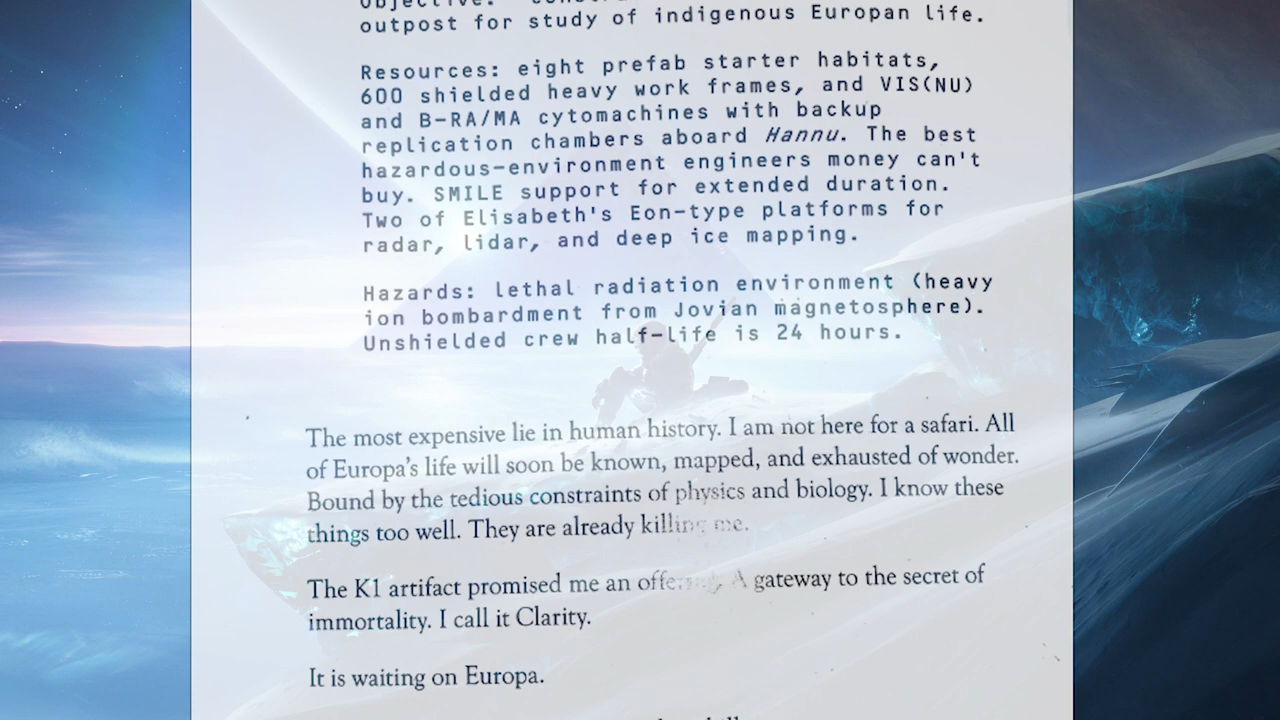 outpost for study of indigenous Europan life.
Resources: eight prefab starter habitats,
600 shielded heavy work frames, and VIS(NU)
and B-RA/MA cytomachines with backup
replication chambers aboard Hannu. The best
hazardous-environment engineers money can't
buy. SMILE support for extended duration.
Two of Elisabeth's Eon-type platforms for
radar, lidar, and deep ice mapping.
Hazards: lethal radiation environment (heavy
ion bombardment from Jovian magnetosphere).
Unshielded crew half-life is 24 hours.
The most expensive lie in human history. I am not here for a safari. All
of Europa's life will soon be known, mapped, and exhausted of wonder.
Bound by the tedious constraints of physics and biology. I know these
things too well. They are already killing me.
The K1 artifact promised me an A gateway to the secret of
immortality. I call it Clarity.
It is waiting on Europa.